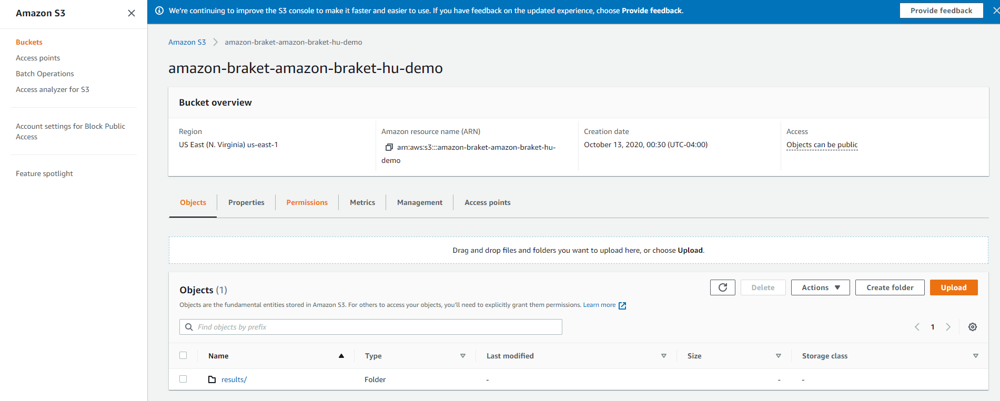 Amazon S3
We're continuing to improve the S3 console to make it faster and easier to use. If you have feedback on the updated experience, choose Provide feedback.
Provide feedback
Buckets
Access points
Batch Operations
Access analyzer for S3
Account settings for Block Public
Access
Feature spotlight
Amazon S3
amazon-braket-amazon-braket-hu-demo
amazon-braket-amazon-braket-hu-demo
Bucket overview
Region
US East (N. Virginia) us-east-1
Amazon resource name (ARN)
arn:aws:s3:::amazon-braket-amazon-braket-hu-
demo
Creation date
October 13, 2020, 00:30 (UTC-04:00)
Access
Objects can be public
Objects
Properties
Permissions
Metrics
Management
Access points
Drag and drop files and folders you want to upload here, or choose Upload.
Objects (1)
Delete
Actions
Create folder
Upload
Objects are the fundamental entities stored in Amazon S3. For others to access your objects, you'll need to explicitly grant them permissions. Learn more
Find objects by prefix
1
Name
Type
Last modified
Size
Storage class
results/
Folder
-
-
-